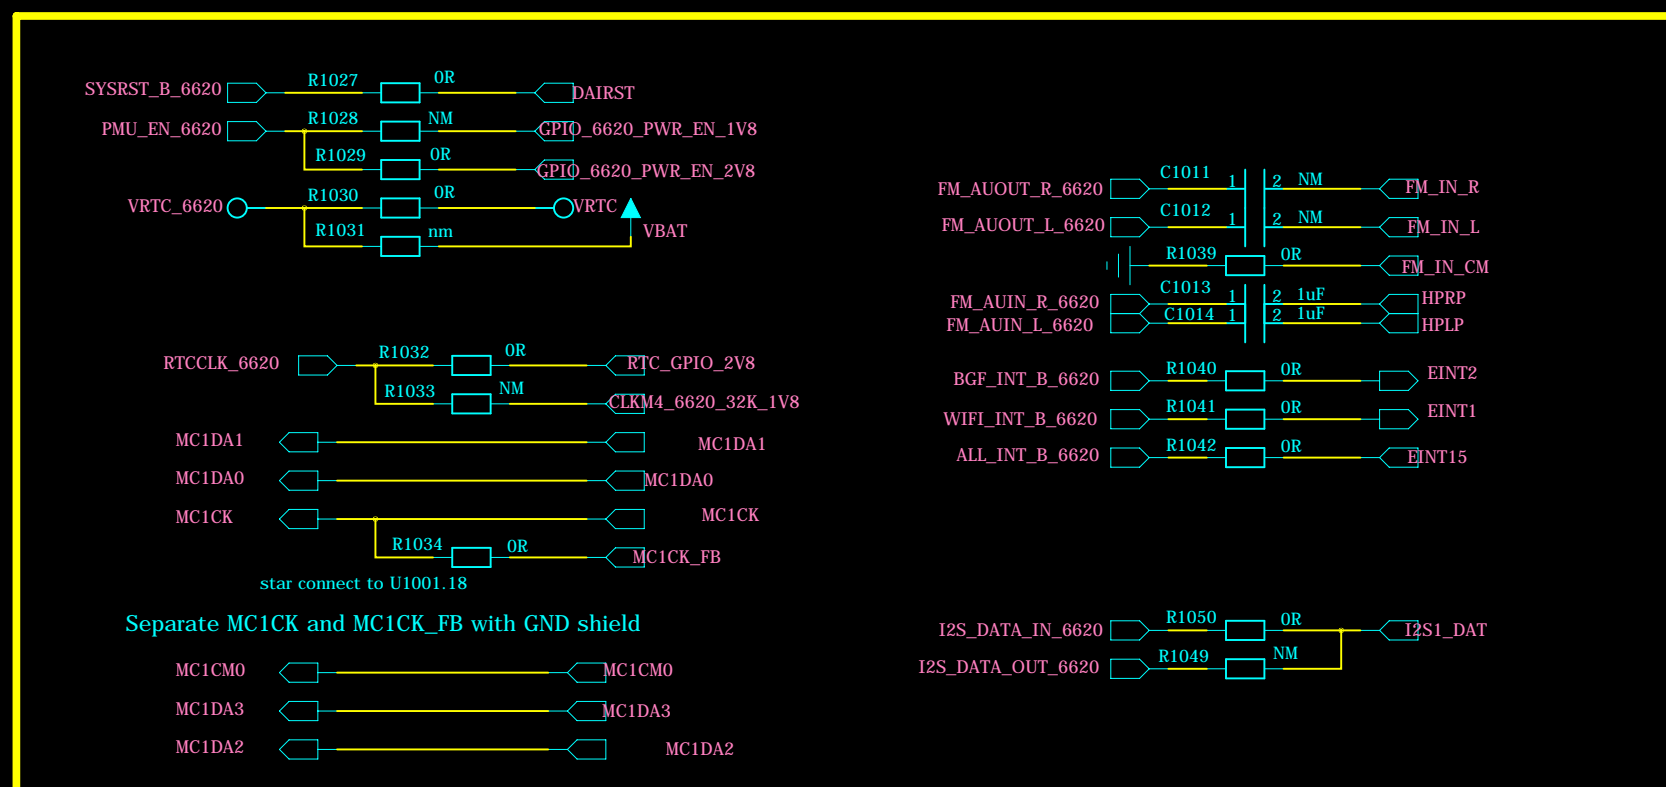 SYSRST_B_6620 R1027 0R DAIRST
PMU_EN_6620 R1028 NM GPIO_6620_PWR_EN_1V8
R1029 0R GPIO_6620_PWR_EN_2V8
VRTC_6620 R1030 0R VRTC
R1031 nm VBAT
RTCCLK_6620 R1032 0R RTC_GPIO_2V8
R1033 NM CLKM4_6620_32K_1V8
MC1DA1 MC1DA1
MC1DA0 MC1DA0
MC1CK MC1CK
R1034 0R MC1CK_FB
star connect to U1001.18
Separate MC1CK and MC1CK_FB with GND shield
MC1CM0 MC1CM0
MC1DA3 MC1DA3
MC1DA2 MC1DA2
FM_AUOUT_R_6620 C1011 1 2 NM FM_IN_R
FM_AUOUT_L_6620 C1012 1 2 NM FM_IN_L
R1039 0R FM_IN_CM
FM_AUIN_R_6620 C1013 1 2 1uF HPRP
FM_AUIN_L_6620 C1014 1 2 1uF HPLP
BGF_INT_B_6620 R1040 0R EINT2
WIFI_INT_B_6620 R1041 0R EINT1
ALL_INT_B_6620 R1042 0R EINT15
I2S_DATA_IN_6620 R1050 0R I2S1_DAT
I2S_DATA_OUT_6620 R1049 NM